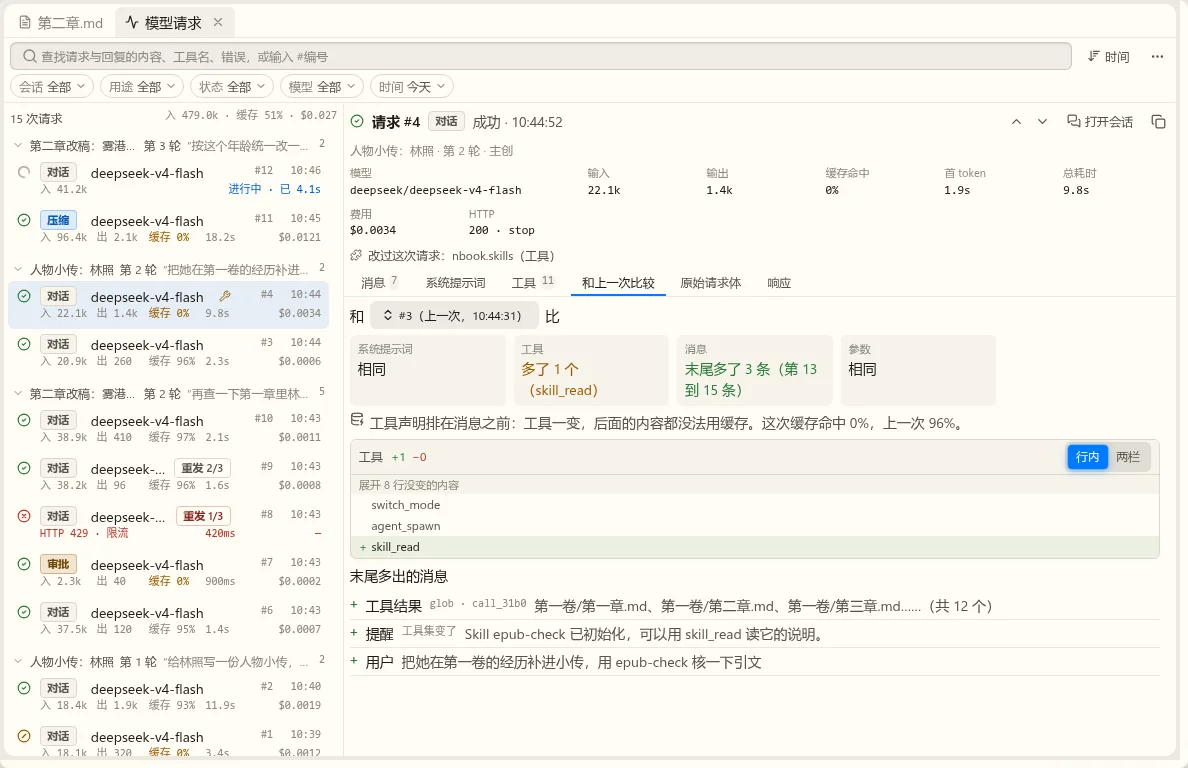 第二章.md
模型请求
查找请求与回复的内容、工具名、错误，或输入 #编号
时间
会话 全部
用途 全部
状态 全部
模型 全部
时间 今天
15 次请求
入 479.0k · 缓存 51% · $0.027
第二章改稿：雾港… 第 3 轮 “按这个年龄统一改一… 2
对话 deepseek-v4-flash #12 10:46
入 41.2k 进行中 · 已 4.1s
压缩 deepseek-v4-flash #11 10:45
入 96.4k 出 2.1k 缓存 0% 18.2s $0.0121
人物小传：林照 第 2 轮 “把她在第一卷的经历补进… 2
对话 deepseek-v4-flash #4 10:44
入 22.1k 出 1.4k 缓存 0% 9.8s $0.0034
对话 deepseek-v4-flash #3 10:44
入 20.9k 出 260 缓存 96% 2.3s $0.0006
第二章改稿：雾港… 第 2 轮 “再查一下第一章里林… 5
对话 deepseek-v4-flash #10 10:43
入 38.9k 出 410 缓存 97% 2.1s $0.0011
对话 deepseek-… 重发 2/3 #9 10:43
入 38.2k 出 96 缓存 96% 1.6s $0.0008
对话 deepseek-… 重发 1/3 #8 10:43
HTTP 429 · 限流 420ms —
审批 deepseek-v4-flash #7 10:43
入 2.3k 出 40 缓存 0% 900ms $0.0002
对话 deepseek-v4-flash #6 10:43
入 37.5k 出 120 缓存 95% 1.4s $0.0007
人物小传：林照 第 1 轮 “给林照写一份人物小传，… 2
对话 deepseek-v4-flash #2 10:40
入 18.4k 出 1.9k 缓存 93% 11.9s $0.0019
对话 deepseek-v4-flash #1 10:39
入 18.1k 出 320 缓存 0% 3.4s $0.0012
请求 #4 对话 成功 · 10:44:52
打开会话
人物小传：林照 · 第 2 轮 · 主创
模型 输入 输出 缓存命中 首 token 总耗时
deepseek/deepseek-v4-flash 22.1k 1.4k 0% 1.9s 9.8s
费用 HTTP
$0.0034 200 · stop
改过这次请求：nbook.skills（工具）
消息 7 系统提示词 工具 11 和上一次比较 原始请求体 响应
和 #3（上一次，10:44:31） 比
系统提示词 工具 消息 参数
相同 多了 1 个（skill_read） 末尾多了 3 条（第 13 到 15 条） 相同
工具声明排在消息之前：工具一变，后面的内容都没法用缓存。这次缓存命中 0%，上一次 96%。
工具 +1 −0 行内 两栏
展开 8 行没变的内容
switch_mode
agent_spawn
+ skill_read
末尾多出的消息
+ 工具结果 glob · call_31b0 第一卷/第一章.md、第一卷/第二章.md、第一卷/第三章.md……（共 12 个）
+ 提醒 工具集变了 Skill epub-check 已初始化，可以用 skill_read 读它的说明。
+ 用户 把她在第一卷的经历补进小传，用 epub-check 核一下引文